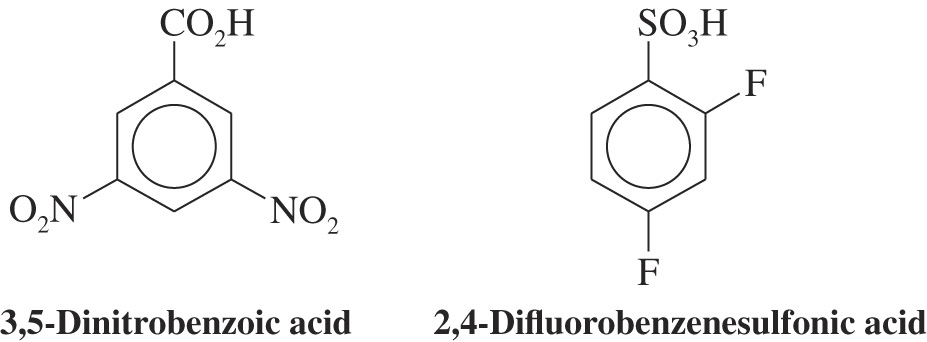 CO₂H
O₂N
NO₂
3,5-Dinitrobenzoic acid
SO₃H
F
F
2,4-Difluorobenzenesulfonic acid